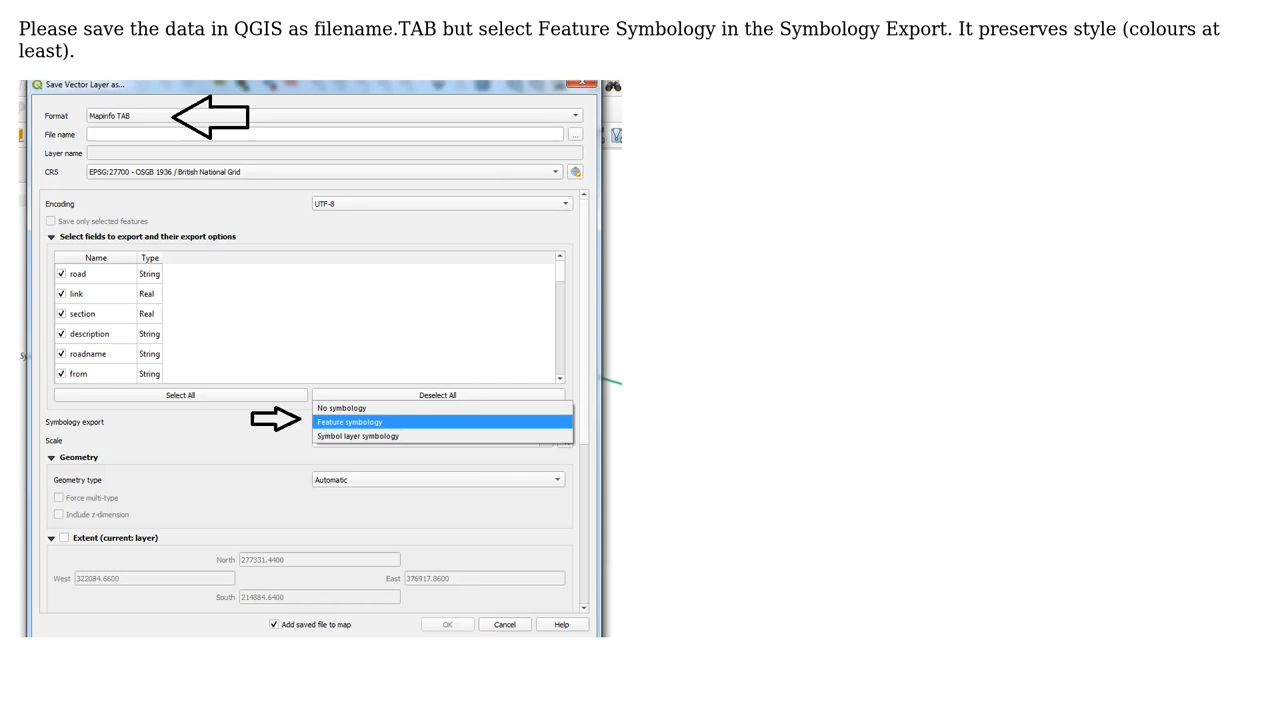 Please save the data in QGIS as filename.TAB but select Feature Symbology in the Symbology Export. It preserves style (colours at
least).
Save Vector Layer as...
Format Mapinfo TAB
File name ...
Layer name
CRS EPSG:27700 - OSGB 1936 / British National Grid
Encoding UTF-8
Save only selected features
Select fields to export and their export options
Name Type
road String
link Real
section Real
description String
roadname String
from String
Select All Deselect All
No symbology
Symbology export Feature symbology
Symbol layer symbology
Scale
Geometry
Geometry type Automatic
Force multi-type
Include z-dimension
Extent (current: layer)
North 277331.4400
West 322084.6600 East 376917.8600
South 214884.6400
Add saved file to map OK Cancel Help